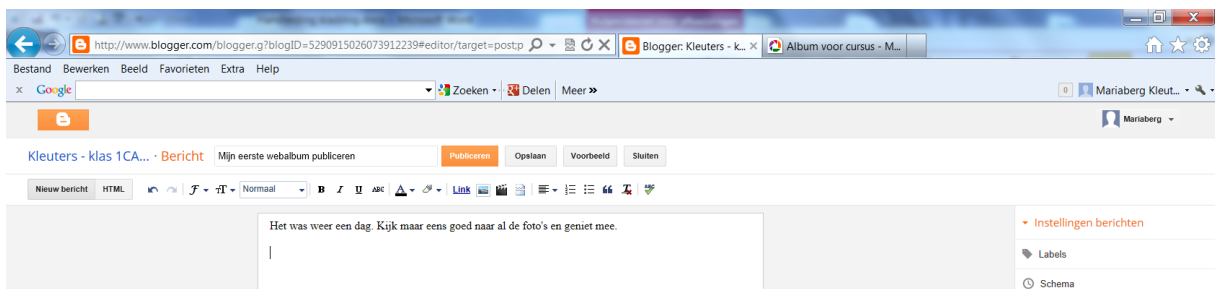 http://www.blogger.com/blogger.g?blogID=5290915026073912239#editor/target=post;p Blogger: Kleuters - k... Album voor cursus - M...
Bestand Bewerken Beeld Favorieten Extra Help
x Google Zoeken Delen Meer » 0 Mariaberg Kleut...
Mariaberg
Kleuters - klas 1CA... · Bericht Mijn eerste webalbum publiceren Publiceren Opslaan Voorbeeld Sluiten
Nieuw bericht HTML Normaal B I U ABC A Link
Het was weer een dag. Kijk maar eens goed naar al de foto's en geniet mee.
Instellingen berichten
Labels
Schema